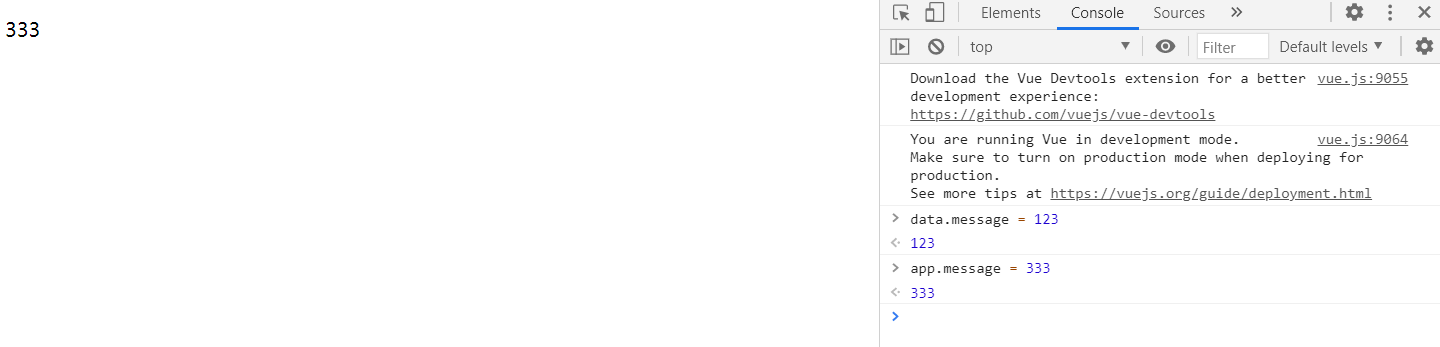 333
Elements Console Sources
top Filter Default levels
Download the Vue Devtools extension for a better vue.js:9055
development experience:
https://github.com/vuejs/vue-devtools
You are running Vue in development mode. vue.js:9064
Make sure to turn on production mode when deploying for
production.
See more tips at https://vuejs.org/guide/deployment.html
data.message = 123
123
app.message = 333
333